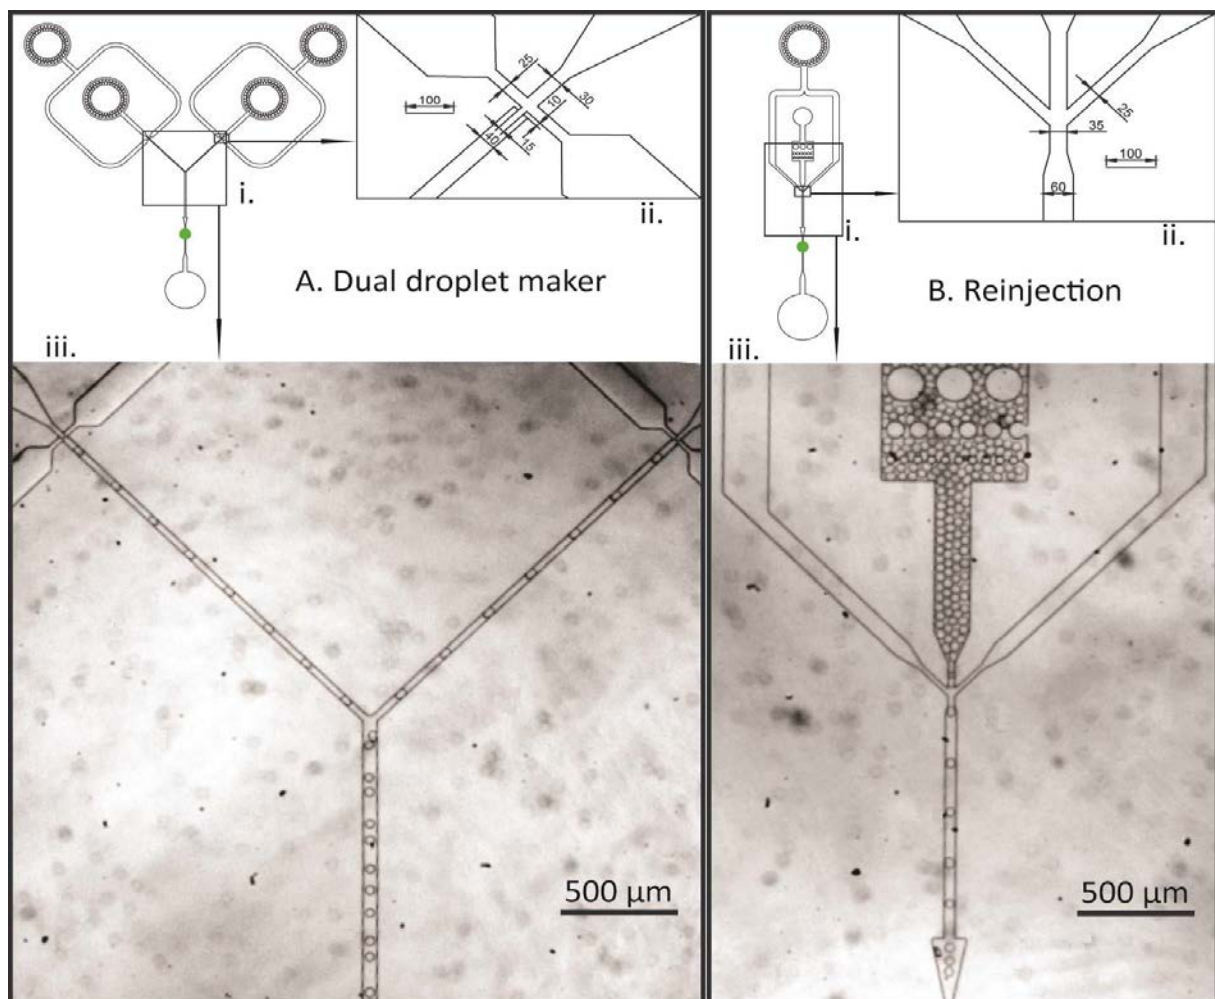 25
30
10
100
40
15
i.
ii.
A. Dual droplet maker
iii.
500 µm
25
35
100
60
i.
ii.
B. Reinjection
iii.
500 µm